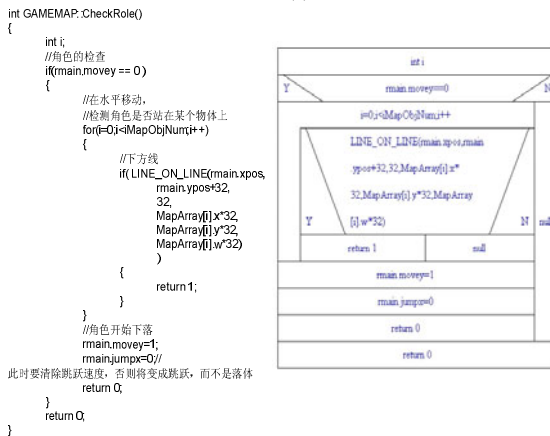 int GAMEMAP::CheckRole()
{
int i;
//角色的检查
if(rmain.movey == 0 )
{
//在水平移动,
//检测角色是否站在某个物体上
for(i=0;i<iMapObjNum;i++)
{
//下方线
if( LINE_ON_LINE(rmain.xpos,
rmain.ypos+32,
32,
MapArray[i].x*32,
MapArray[i].y*32,
MapArray[i].w*32)
)
{
return 1;
}
}
//角色开始下落
rmain.movey=1;
rmain.jumpx=0;//
此时要清除跳跃速度，否则将变成跳跃，而不是落体
return 0;
}
return 0;
}
int i
Y
rmain.movey==0
N
i=0;i<iMapObjNum;i++
LINE_ON_LINE(rmain.xpos,rmain
.ypos+32,32,MapArray[i].x*
32,MapArray[i].y*32,MapArray
Y
[i].w*32)
N
null
return 1
null
rmain.movey=1
rmain.jumpx=0
return 0
return 0